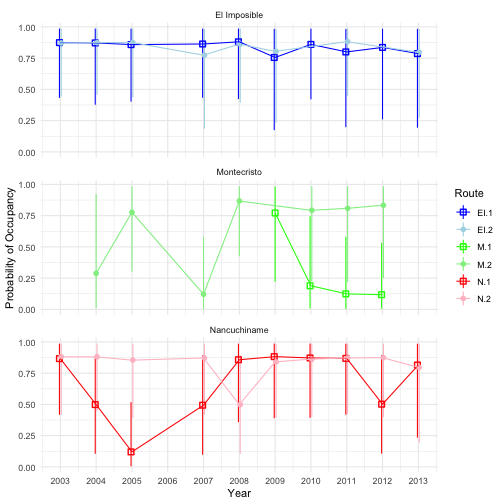 El Imposible
1.00
0.75
0.50
0.25
0.00
Montecristo
1.00
0.75
0.50
0.25
0.00
Nancuchiname
1.00
0.75
0.50
0.25
0.00
2003 2004 2005 2006 2007 2008 2009 2010 2011 2012 2013
Year
Probability of Occupancy
Route
EI.1
EI.2
M.1
M.2
N.1
N.2